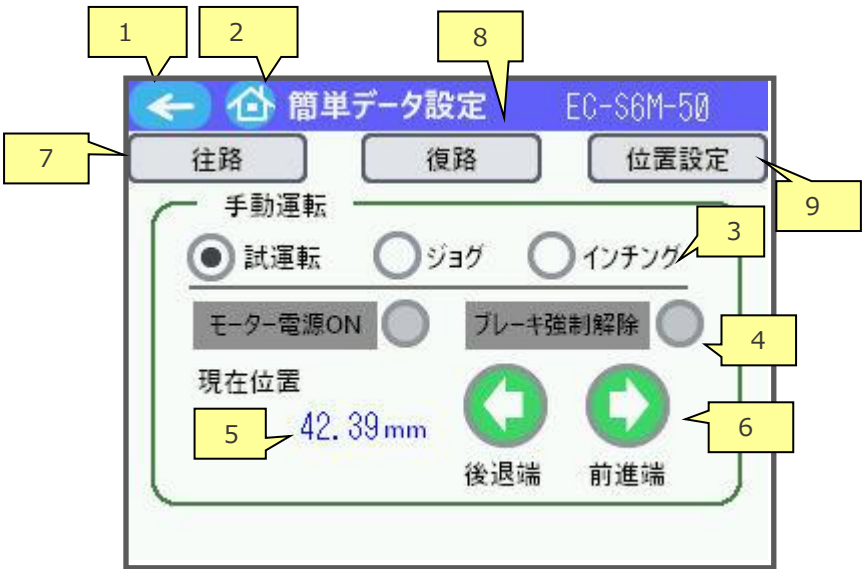 1 2 8
簡単データ設定 EC-S6M-50
7 往路 復路 位置設定 9
手動運転
試運転 ジョグ インチング 3
モーター電源ON ブレーキ強制解除 4
現在位置
5 42.39mm 6
後退端 前進端